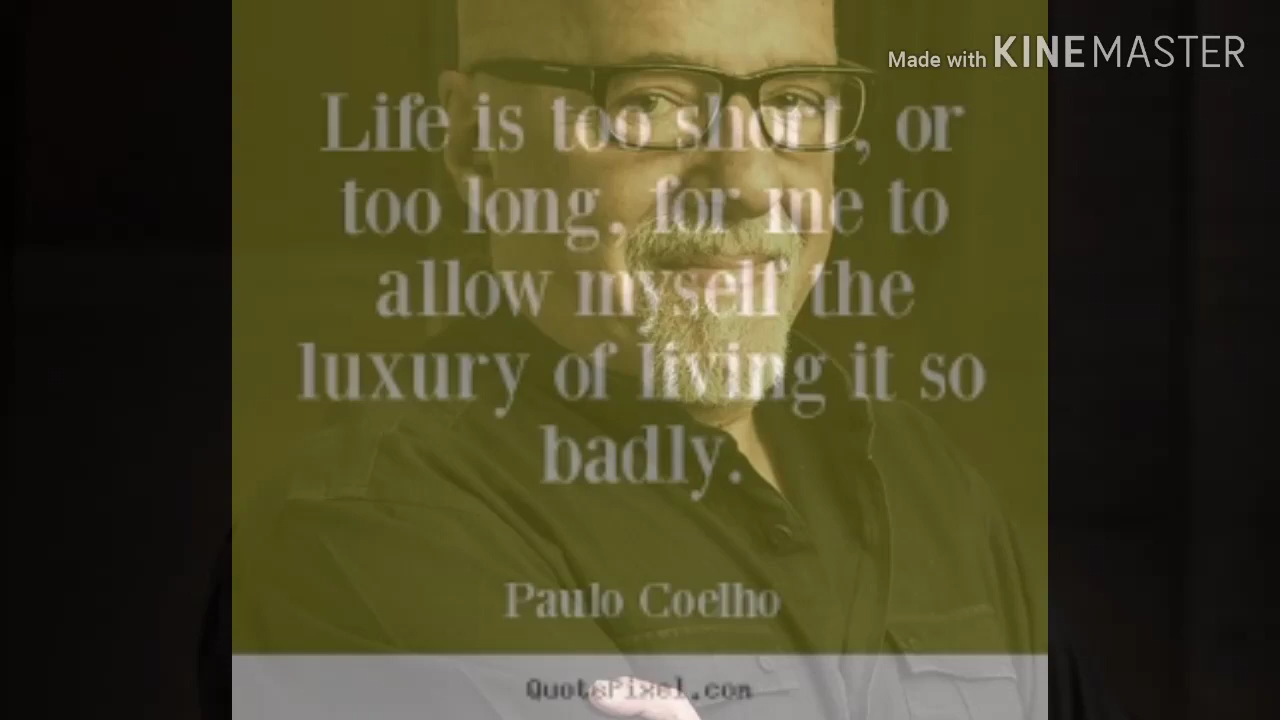 Made with KINEMASTER
Life is too short, or
too long, for me to
allow myself the
luxury of living it so
badly.
Paulo Coelho
QuotePixel.com